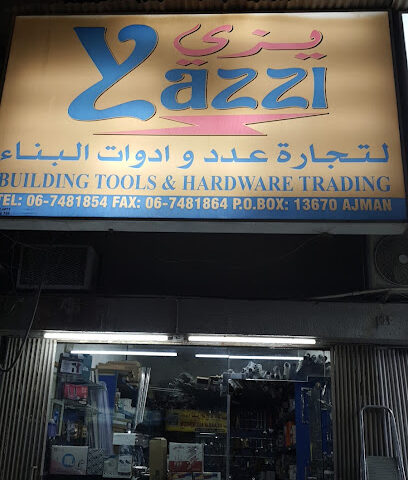 يزي
Yazzi
لتجارة عدد و ادوات البناء
BUILDING TOOLS & HARDWARE TRADING
TEL: 06-7481854 FAX: 06-7481864 P.O.BOX: 13670 AJMAN